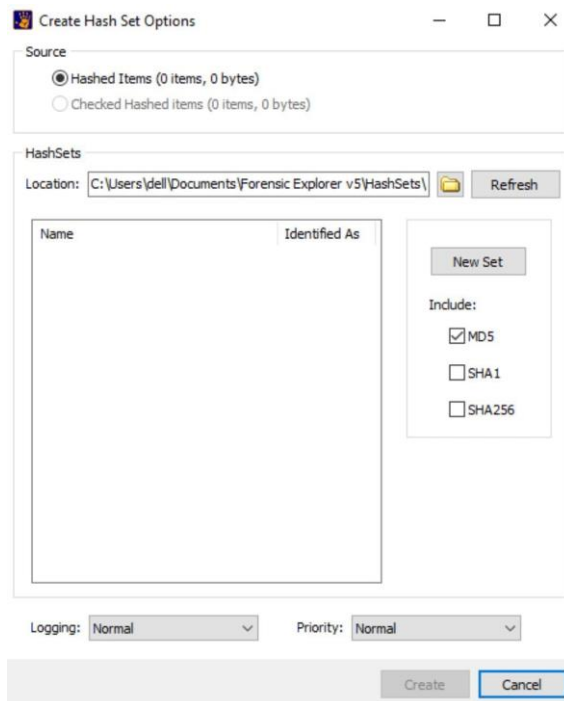 Create Hash Set Options
Source
Hashed Items (0 items, 0 bytes)
Checked Hashed items (0 items, 0 bytes)
HashSets
Location: C:\Users\dell\Documents\Forensic Explorer v5\HashSets\ Refresh
Name Identified As
New Set
Include:
MD5
SHA1
SHA256
Logging: Normal Priority: Normal
Create Cancel